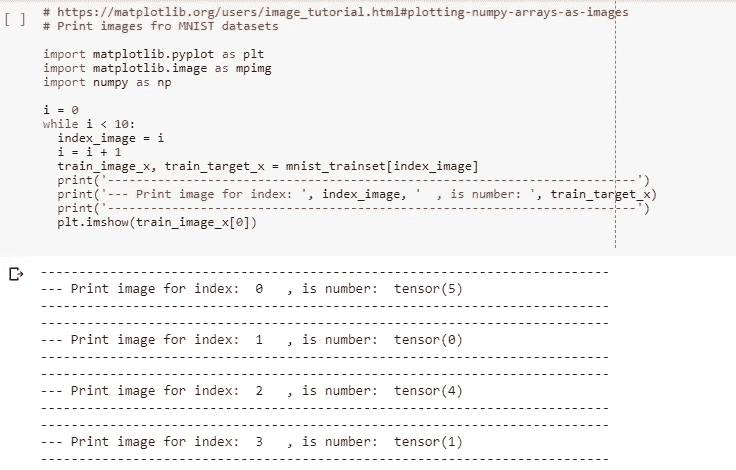 # https://matplotlib.org/users/image_tutorial.html#plotting-numpy-arrays-as-images
[ ] # Print images fro MNIST datasets
import matplotlib.pyplot as plt
import matplotlib.image as mpimg
import numpy as np
i = 0
while i < 10:
  index_image = i
  i = i + 1
  train_image_x, train_target_x = mnist_trainset[index_image]
  print('---------------------------------------------------------------------')
  print('--- Print image for index: ', index_image, '  , is number: ', train_target_x)
  print('---------------------------------------------------------------------')
  plt.imshow(train_image_x[0])
---------------------------------------------------------------------------
--- Print image for index:  0   , is number:  tensor(5)
---------------------------------------------------------------------------
---------------------------------------------------------------------------
--- Print image for index:  1   , is number:  tensor(0)
---------------------------------------------------------------------------
---------------------------------------------------------------------------
--- Print image for index:  2   , is number:  tensor(4)
---------------------------------------------------------------------------
---------------------------------------------------------------------------
--- Print image for index:  3   , is number:  tensor(1)
---------------------------------------------------------------------------